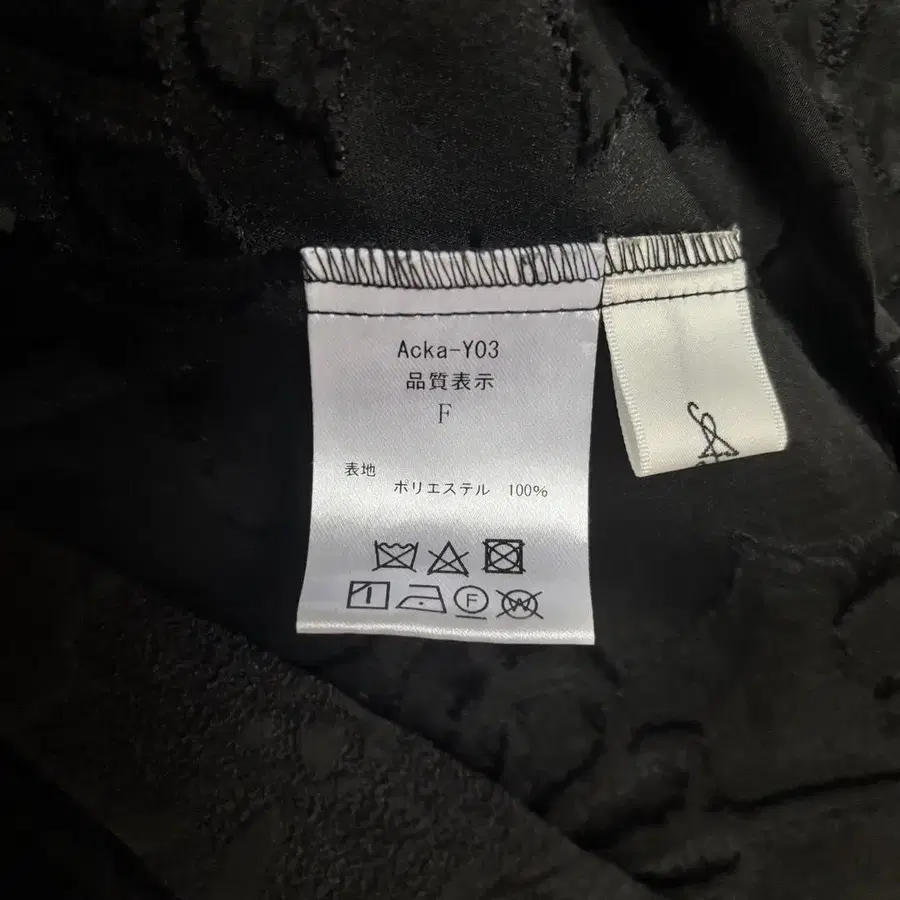 Acka-Y03
品質表示
F
表地
ポリエステル 100%
F W